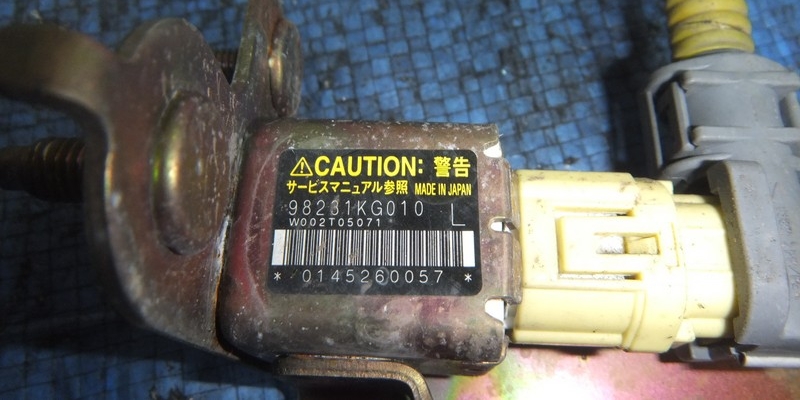 ⚠CAUTION: 警告
サービスマニュアル参照 MADE IN JAPAN
98231KG010 L
W002T05071
*0145260057*